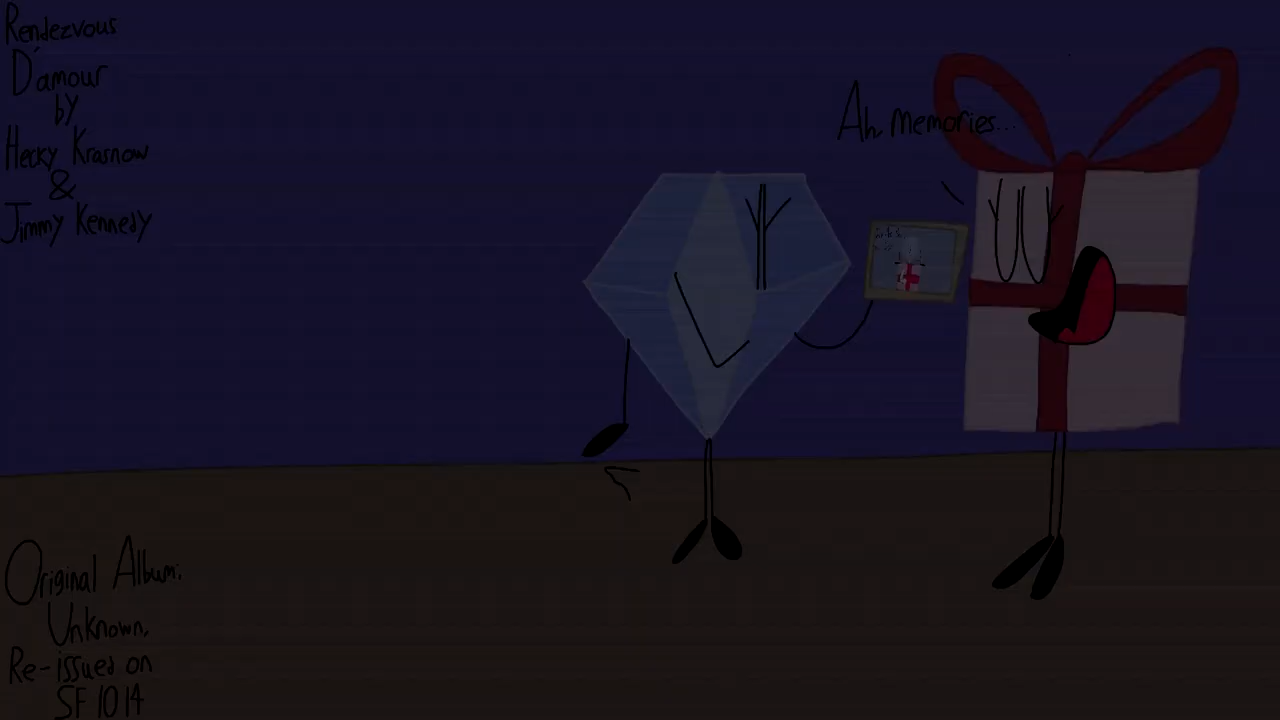 Rendezvous
D'amour
by
Hecky Krasnow
&
Jimmy Kennedy
Ah, memories...
Original Album:
Unknown,
Re-issued on
SF 1014